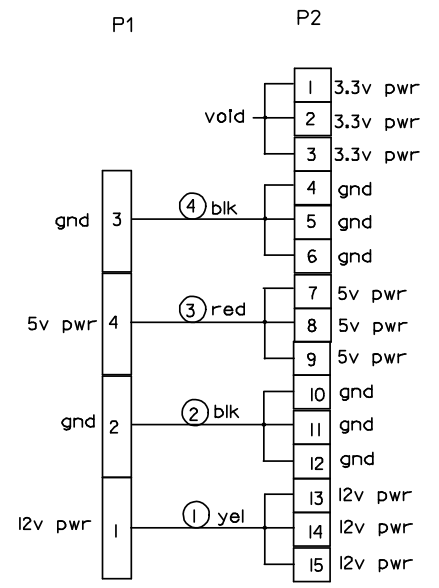 P1 P2
1 3.3v pwr
void 2 3.3v pwr
3 3.3v pwr
4 gnd
gnd 3 4 blk 5 gnd
6 gnd
7 5v pwr
5v pwr 4 3 red 8 5v pwr
9 5v pwr
10 gnd
gnd 2 2 blk 11 gnd
12 gnd
13 12v pwr
12v pwr 1 1 yel 14 12v pwr
15 12v pwr